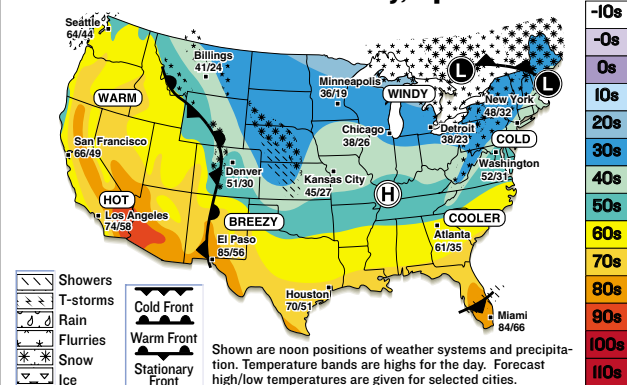 Seattle
64/44
Billings
41/24
Minneapolis
36/19
WARM
WINDY
L
L
New York
48/32
San Francisco
66/49
Chicago
38/26
Detroit
38/23
COLD
Washington
52/31
Denver
51/30
Kansas City
45/27
H
HOT
Los Angeles
74/58
BREEZY
COOLER
El Paso
85/56
Atlanta
61/35
Houston
70/51
Miami
84/66
Showers
T-storms
Rain
Flurries
Snow
Ice
Cold Front
Warm Front
Stationary
Front
Shown are noon positions of weather systems and precipita-
tion. Temperature bands are highs for the day. Forecast
high/low temperatures are given for selected cities.
-10s
-0s
0s
10s
20s
30s
40s
50s
60s
70s
80s
90s
100s
110s